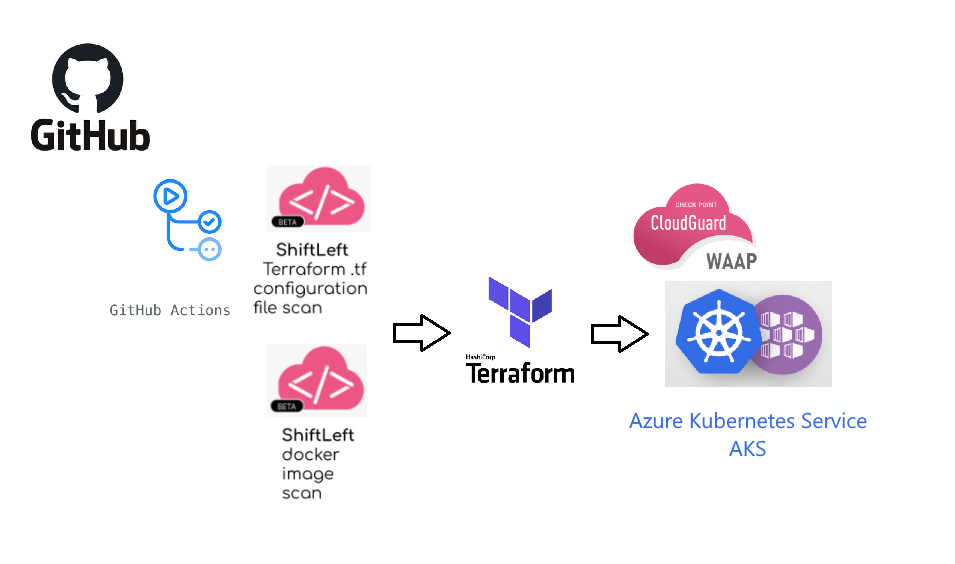 GitHub
GitHub Actions
</>
BETA
ShiftLeft
Terraform .tf
configuration
file scan
</>
BETA
ShiftLeft
docker
image
scan
HashiCorp
Terraform
CHECK POINT
CloudGuard
WAAP
Azure Kubernetes Service
AKS